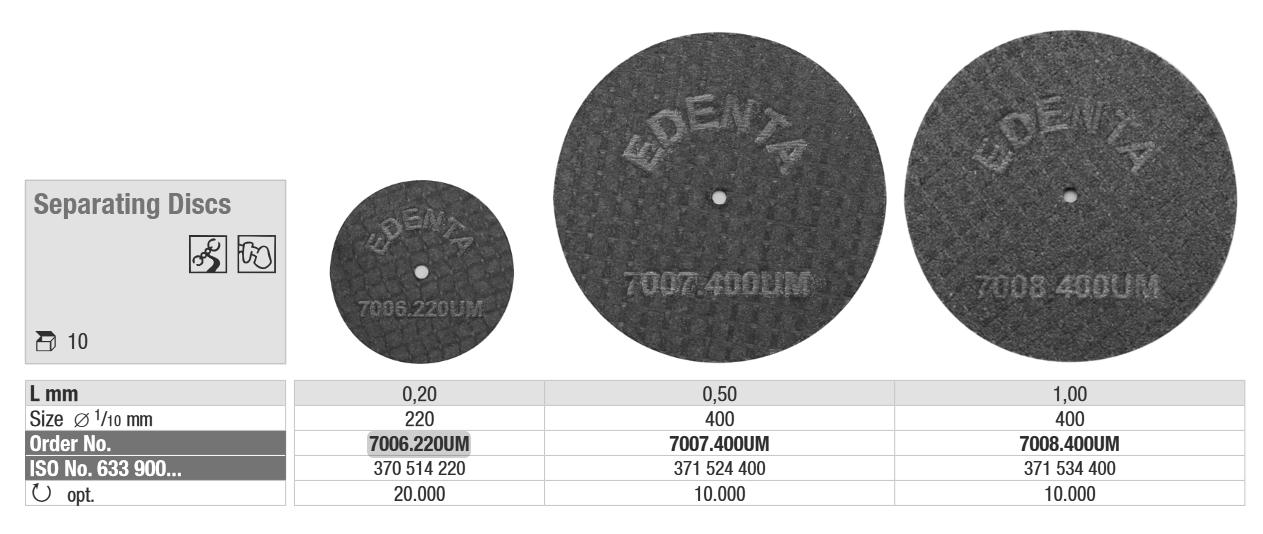 EDENTA
7006.220UM
EDENTA
7007.400UM
EDENTA
7008.400UM
Separating Discs
10
L mm 0,20 0,50 1,00
Size ∅ 1/10 mm 220 400 400
Order No. 7006.220UM 7007.400UM 7008.400UM
ISO No. 633 900... 370 514 220 371 524 400 371 534 400
opt. 20.000 10.000 10.000